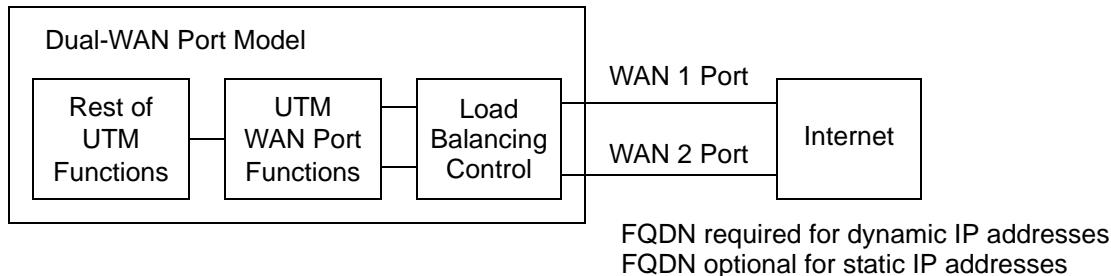 Dual-WAN Port Model
Rest of
UTM
Functions
UTM
WAN Port
Functions
Load
Balancing
Control
WAN 1 Port
WAN 2 Port
Internet
FQDN required for dynamic IP addresses
FQDN optional for static IP addresses